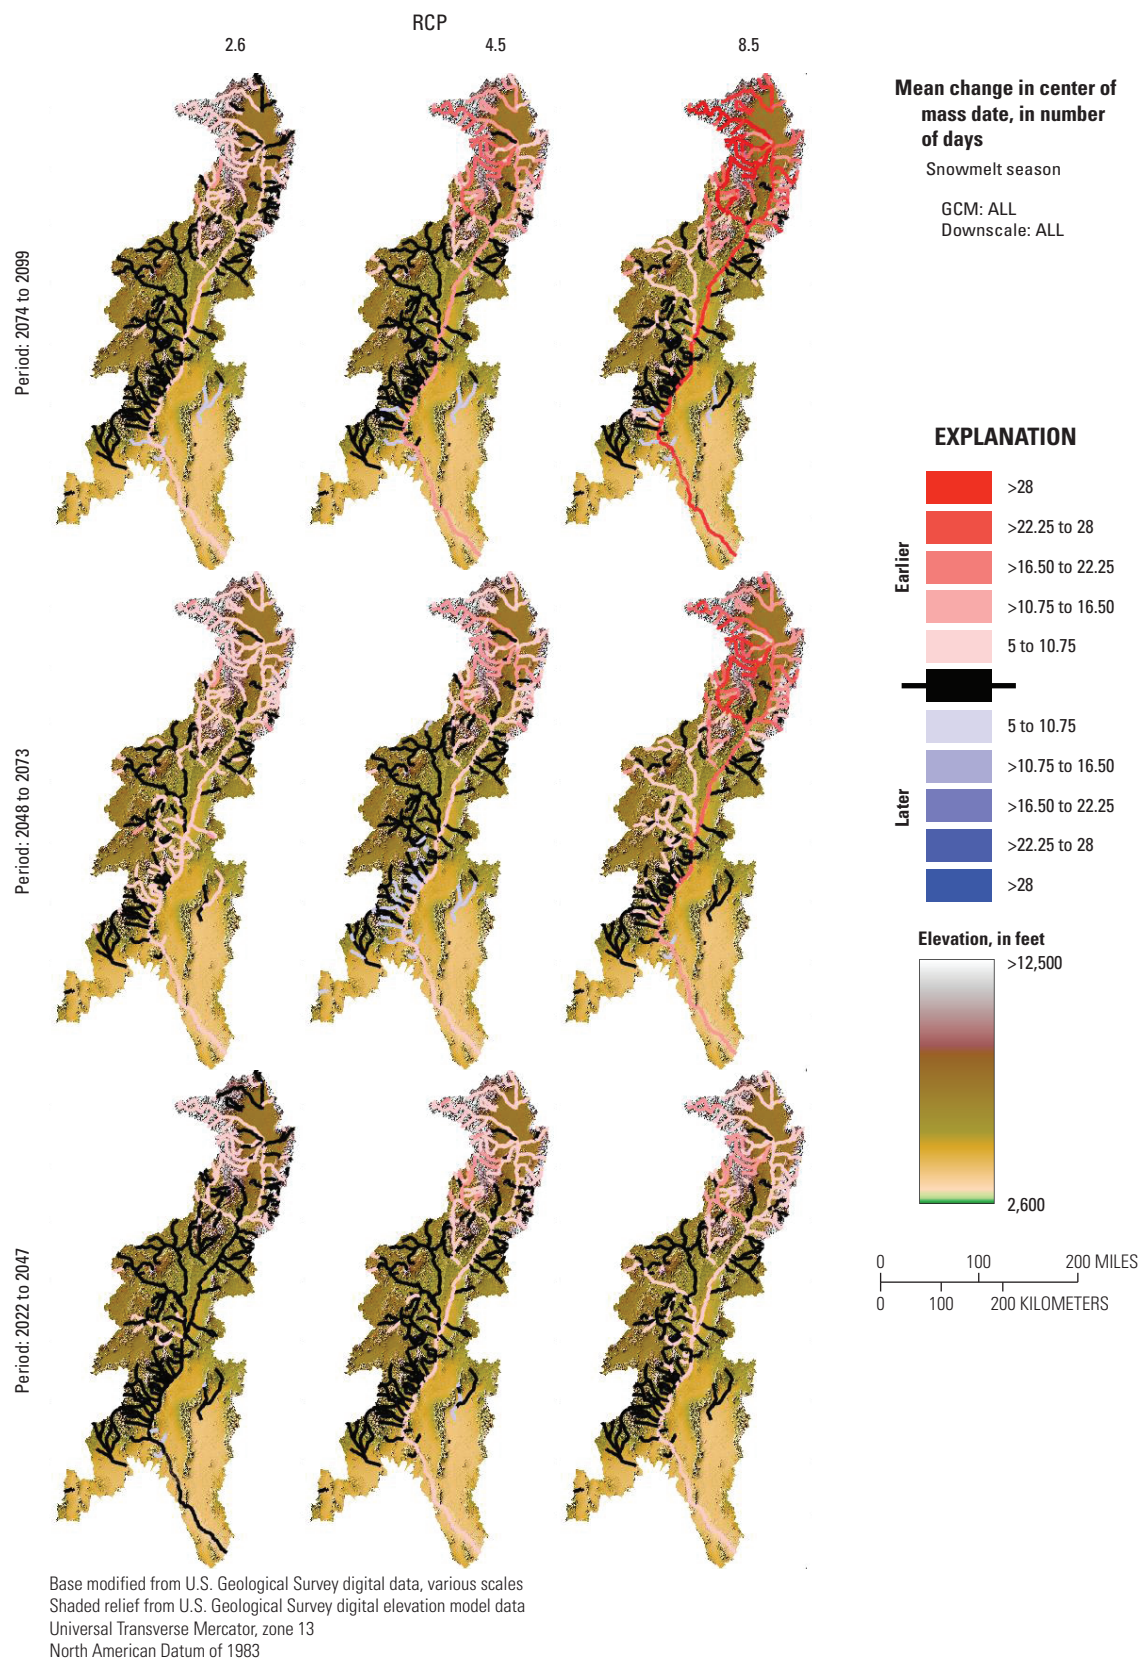 RCP
2.6
4.5
8.5
Mean change in center of
mass date, in number
of days
Snowmelt season
GCM: ALL
Downscale: ALL
Period: 2074 to 2099
Period: 2048 to 2073
Period: 2022 to 2047
EXPLANATION
Earlier
>28
>22.25 to 28
>16.50 to 22.25
>10.75 to 16.50
5 to 10.75
Later
5 to 10.75
>10.75 to 16.50
>16.50 to 22.25
>22.25 to 28
>28
Elevation, in feet
>12,500
2,600
0 100 200 MILES
0 100 200 KILOMETERS
Base modified from U.S. Geological Survey digital data, various scales
Shaded relief from U.S. Geological Survey digital elevation model data
Universal Transverse Mercator, zone 13
North American Datum of 1983